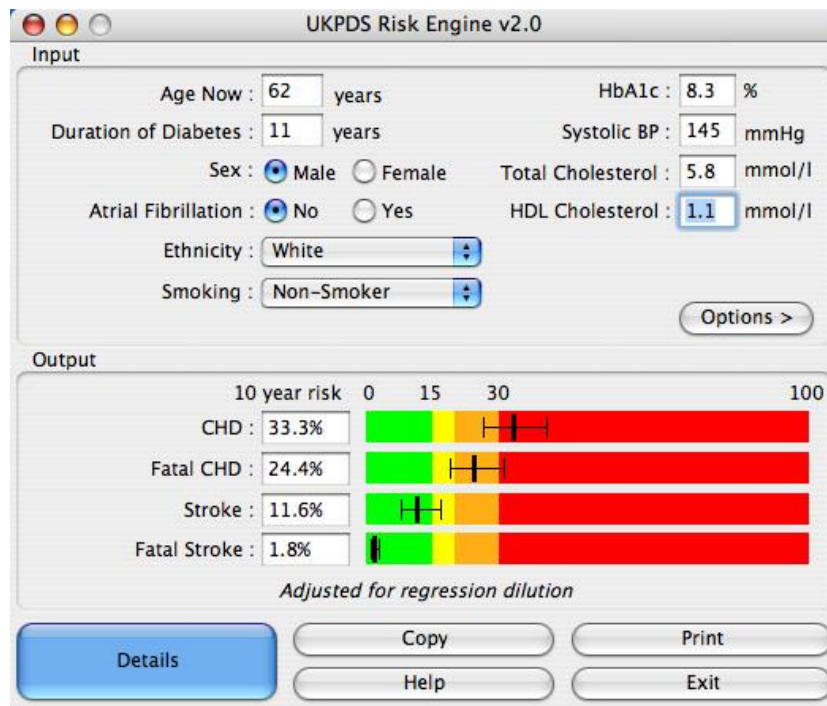 UKPDS Risk Engine v2.0
Input
Age Now : 62 years
HbA1c : 8.3 %
Duration of Diabetes : 11 years
Systolic BP : 145 mmHg
Sex : Male Female
Total Cholesterol : 5.8 mmol/l
Atrial Fibrillation : No Yes
HDL Cholesterol : 1.1 mmol/l
Ethnicity : White
Smoking : Non-Smoker
Options >
Output
10 year risk 0 15 30 100
CHD : 33.3%
Fatal CHD : 24.4%
Stroke : 11.6%
Fatal Stroke : 1.8%
Adjusted for regression dilution
Details
Copy
Print
Help
Exit